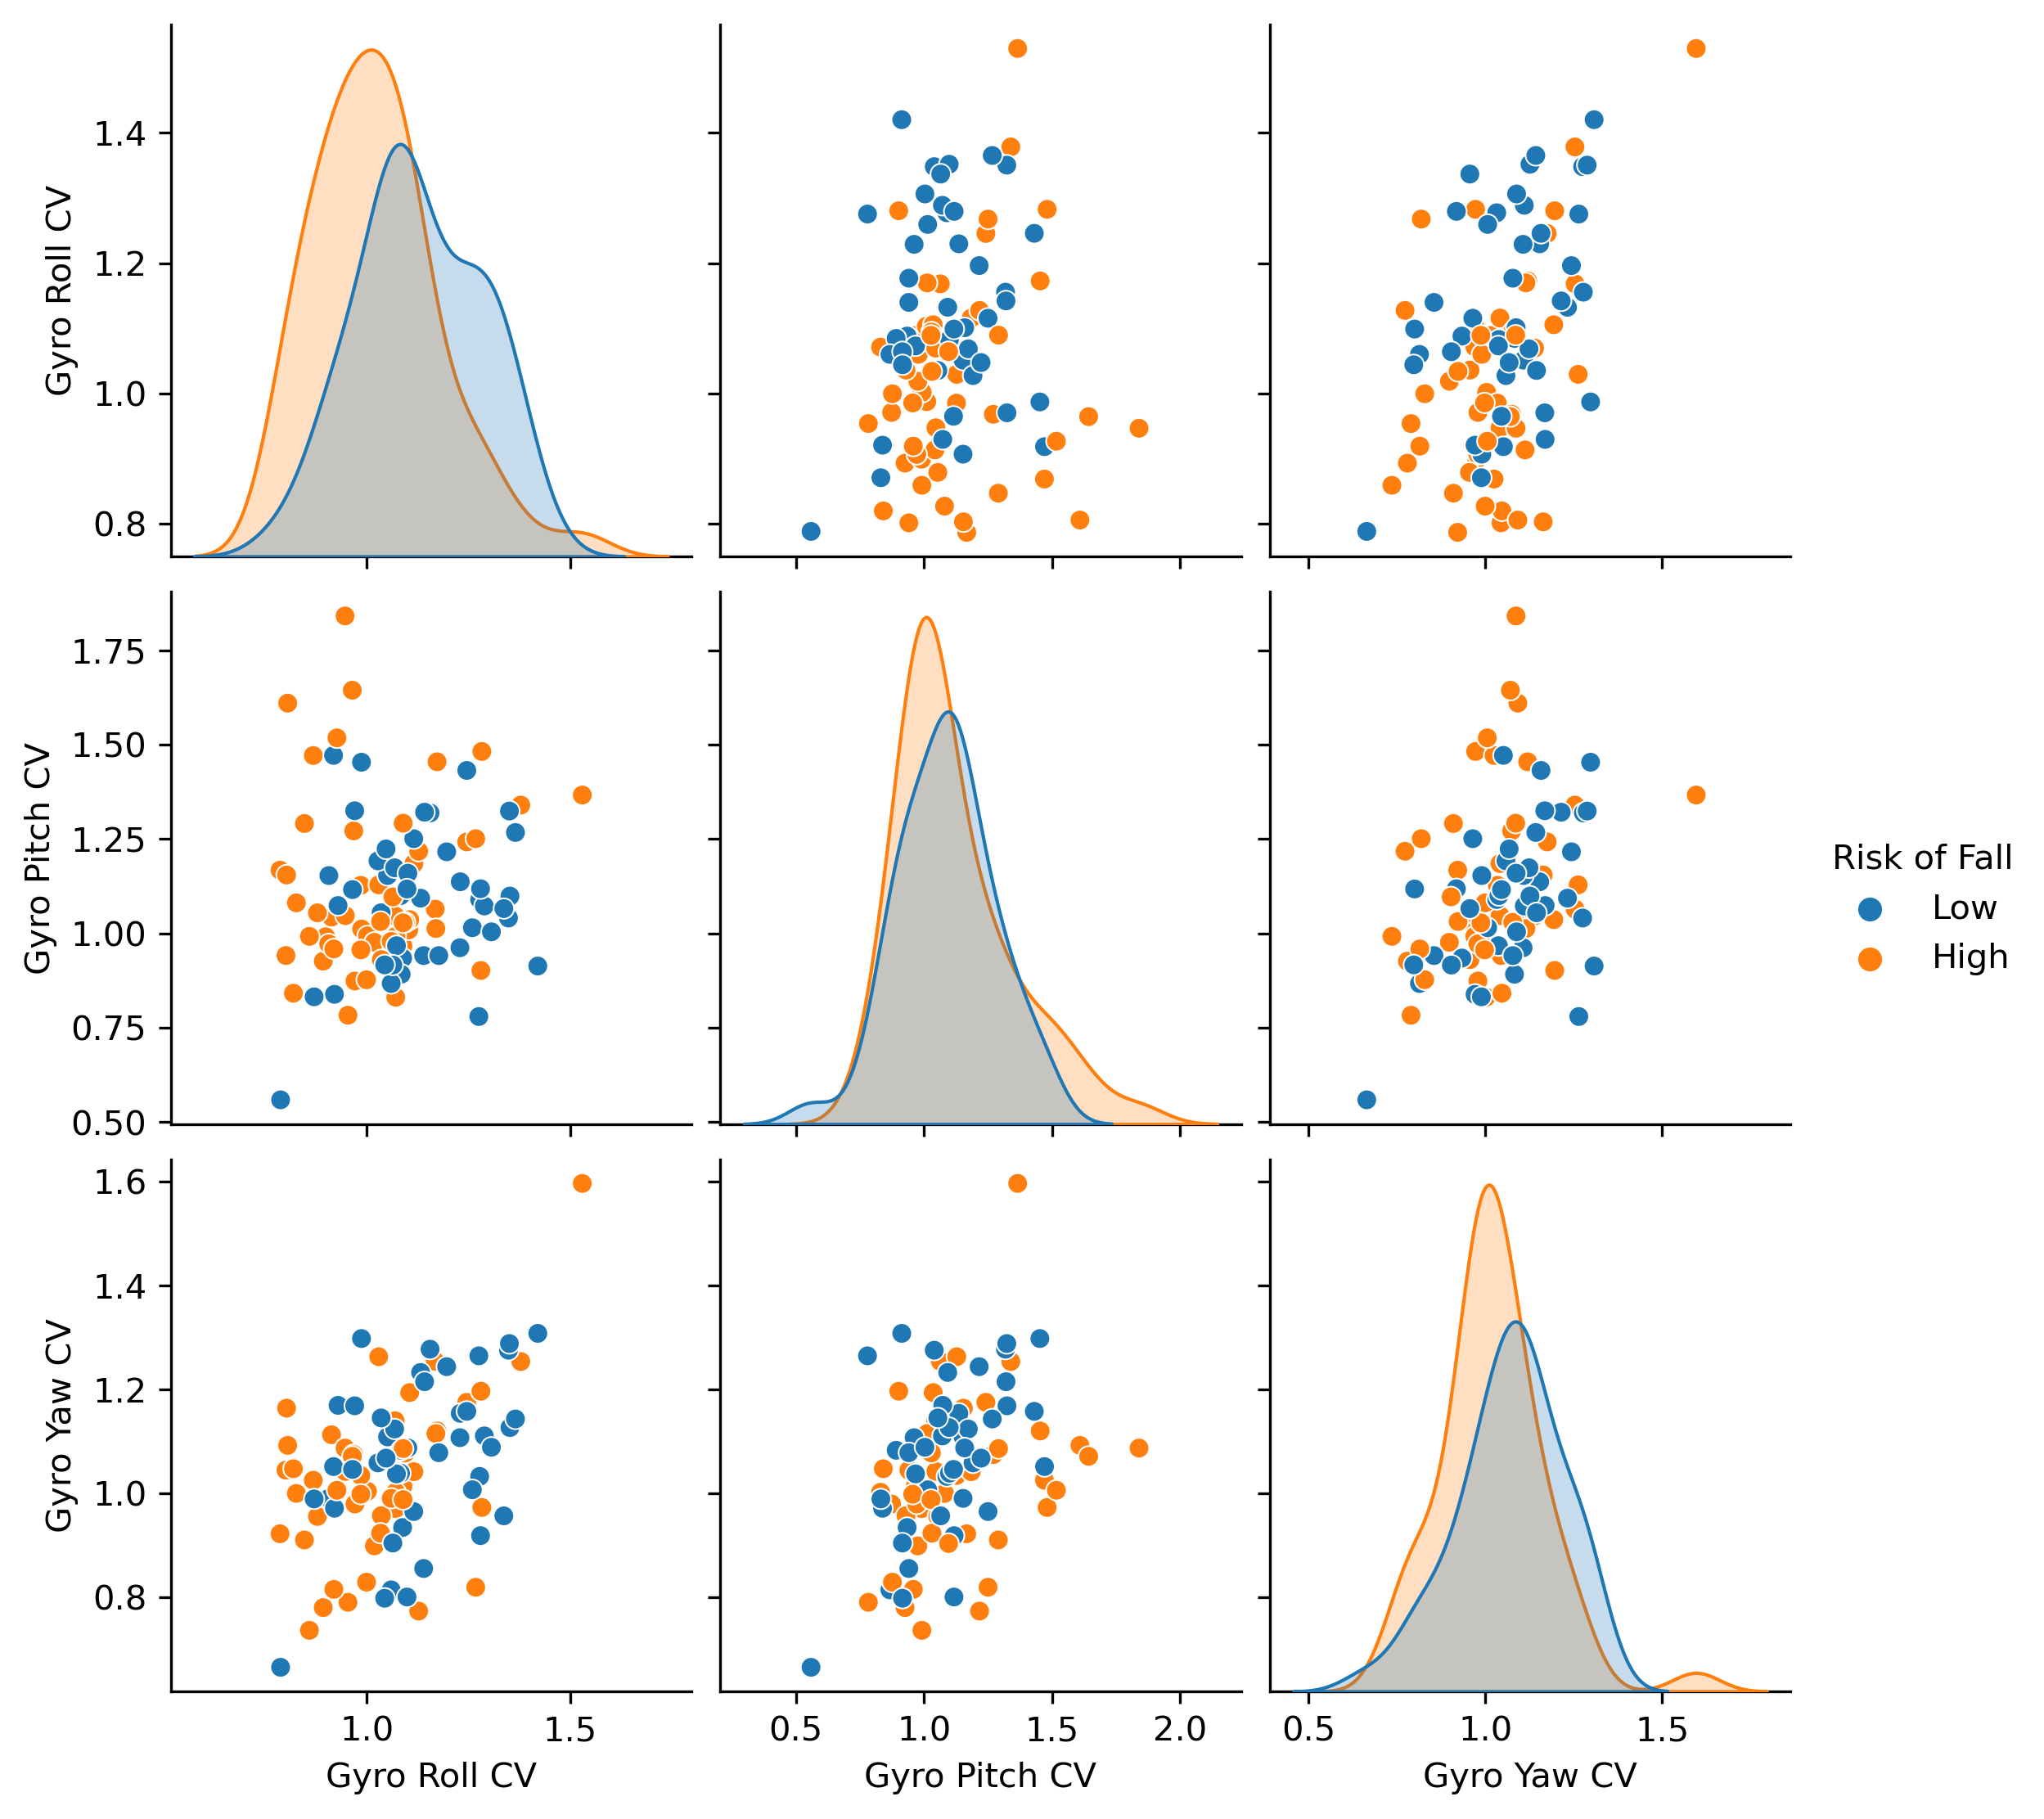 Gyro Roll CV
1.4
1.2
1.0
0.8
Gyro Pitch CV
1.75
1.50
1.25
1.00
0.75
0.50
Risk of Fall
Low
High
Gyro Yaw CV
1.6
1.4
1.2
1.0
0.8
1.0 1.5
0.5 1.0 1.5 2.0
0.5 1.0 1.5
Gyro Roll CV
Gyro Pitch CV
Gyro Yaw CV